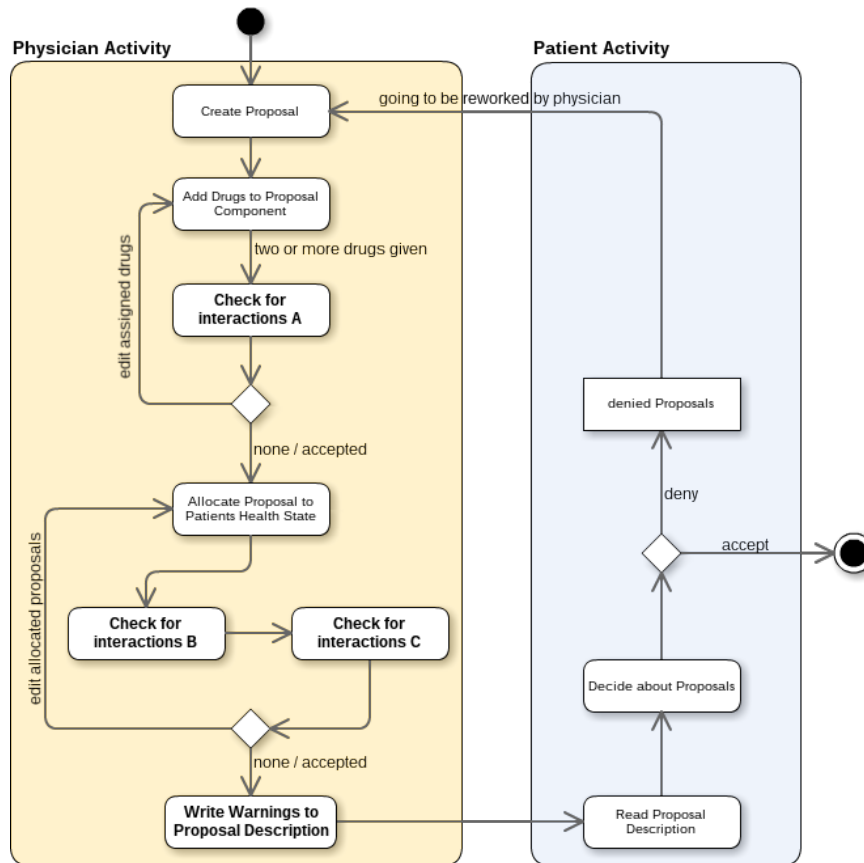 Physician Activity
Patient Activity
going to be reworked by physician
Create Proposal
Add Drugs to Proposal
Component
two or more drugs given
edit assigned drugs
Check for
interactions A
none / accepted
Allocate Proposal to
Patients Health State
edit allocated proposals
Check for
interactions B
Check for
interactions C
none / accepted
Write Warnings to
Proposal Description
denied Proposals
deny
accept
Decide about Proposals
Read Proposal
Description